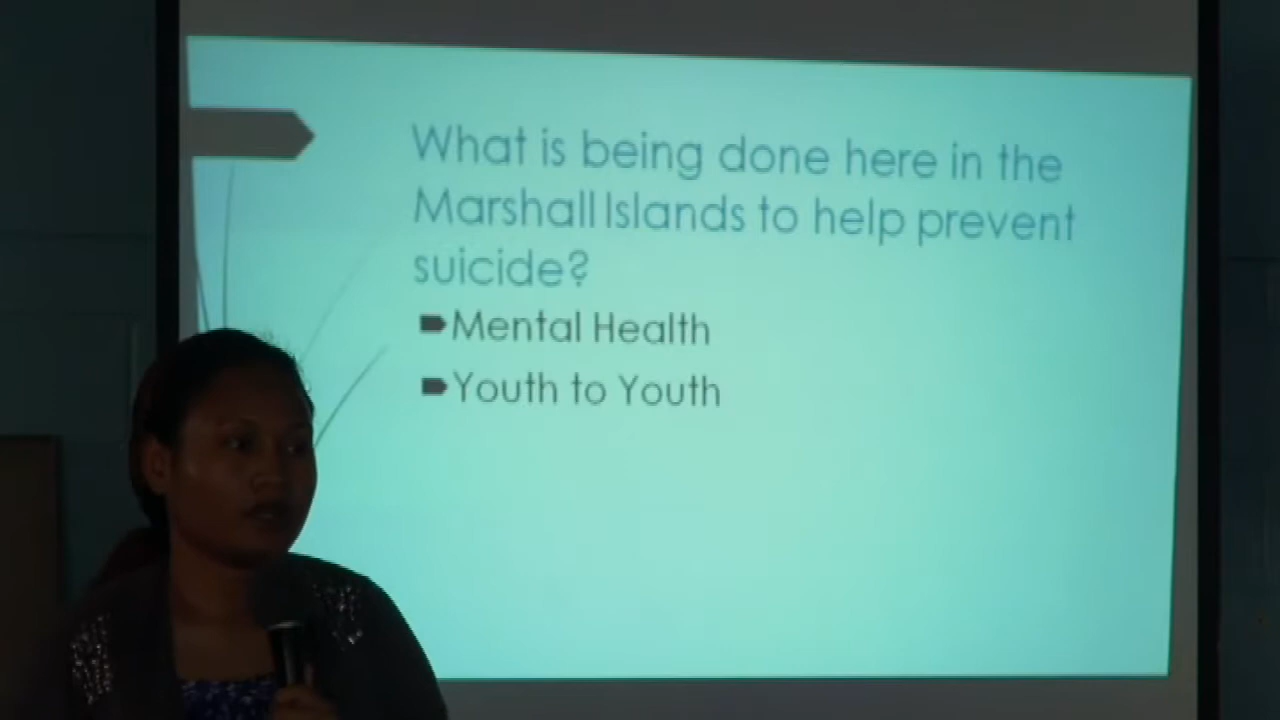 What is being done here in the
Marshall Islands to help prevent
suicide?
Mental Health
Youth to Youth